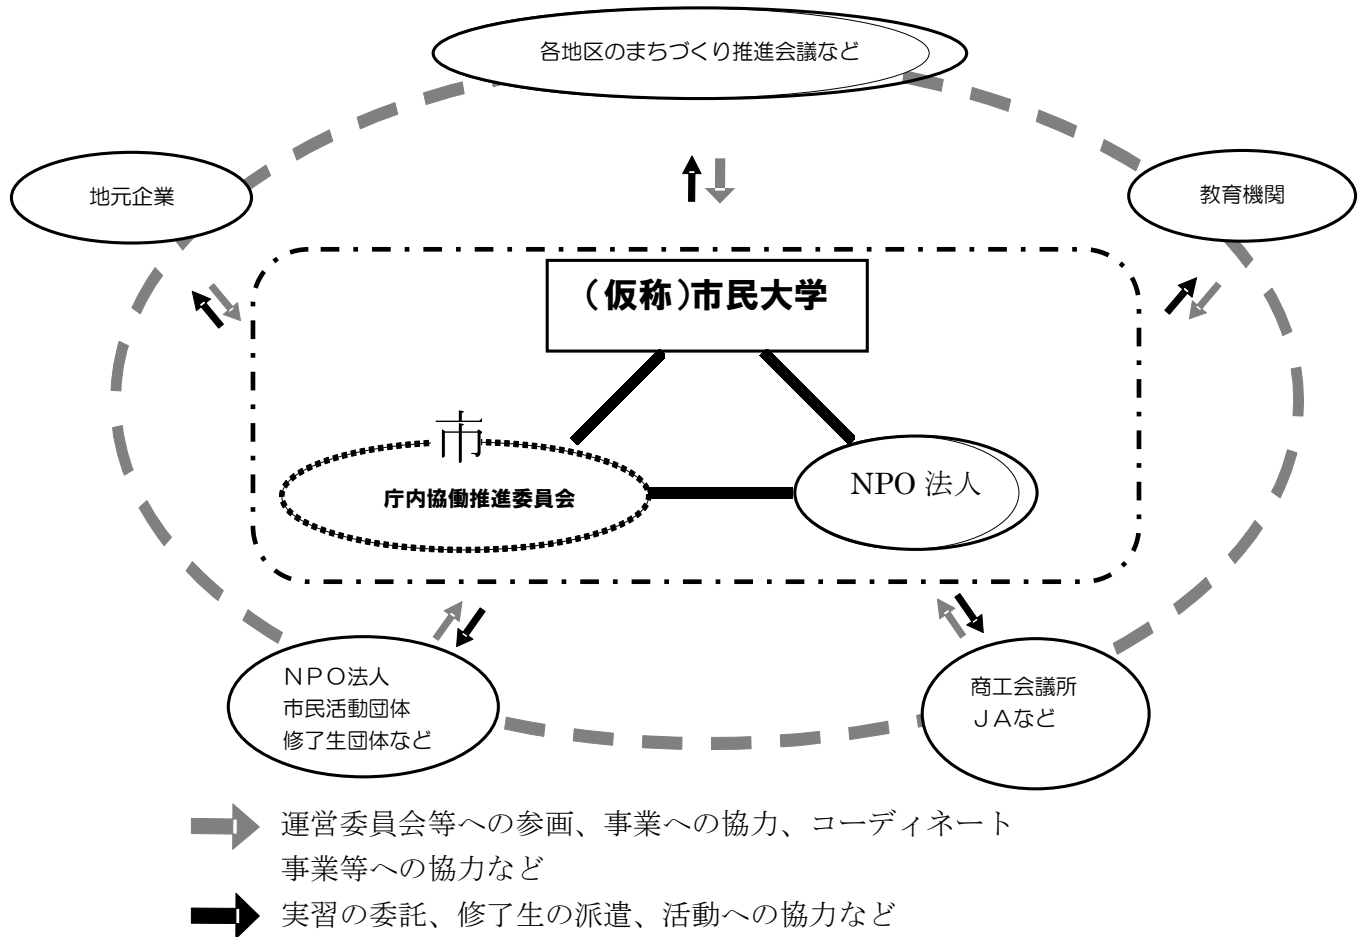 各地区のまちづくり推進会議など
地元企業
教育機関
（仮称）市民大学
市
庁内協働推進委員会
NPO 法人
ＮＰＯ法人
市民活動団体
修了生団体など
商工会議所
ＪＡなど
運営委員会等への参画、事業への協力、コーディネート
事業等への協力など
実習の委託、修了生の派遣、活動への協力など